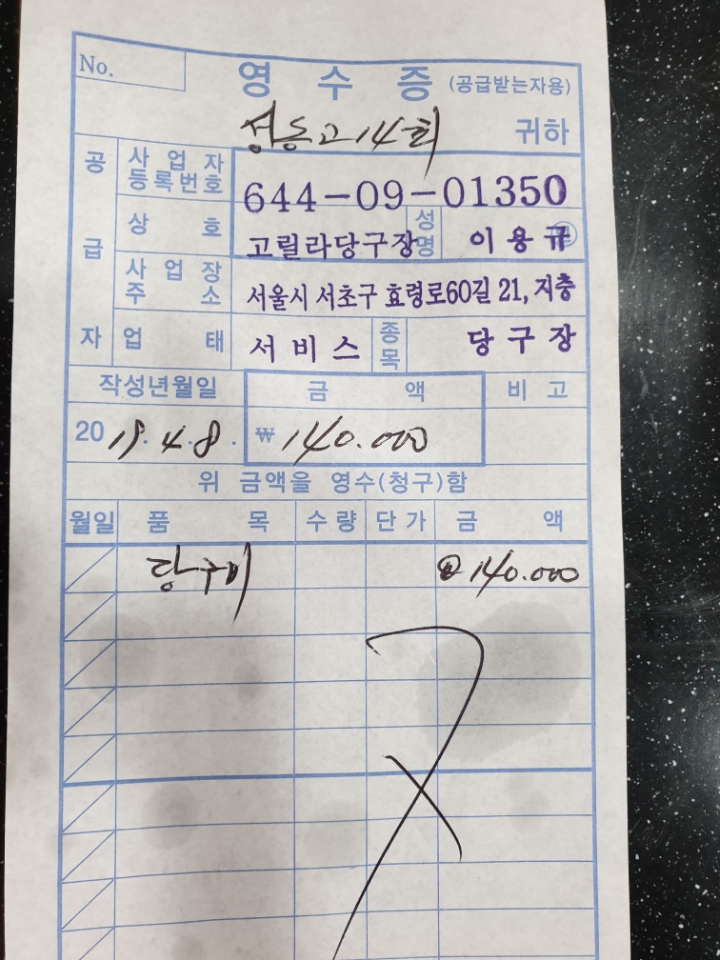 No.
영 수 증 (공급받는자용)
성동고14회 귀하
공급자
사업자등록번호 644-09-01350
상호 고릴라당구장 성명 이용규
사업장주소 서울시 서초구 효령로60길 21, 지층
업태 서비스 종목 당구장
작성년월일 금액 비고
2019.4.8. ₩140.000
위 금액을 영수(청구)함
월일 품목 수량 단가 금액
당구비 140.000